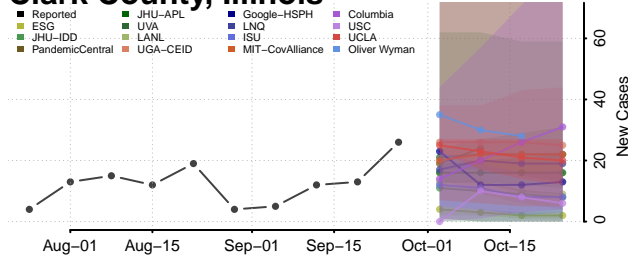 Clark County, Illinois
Reported JHU−APL Google−HSPH Columbia
ESG UVA LNQ USC
JHU−IDD LANL ISU UCLA
PandemicCentral UGA−CEID MIT−CovAlliance Oliver Wyman
60
40
20
0
New Cases
Aug−01 Aug−15 Sep−01 Sep−15 Oct−01 Oct−15